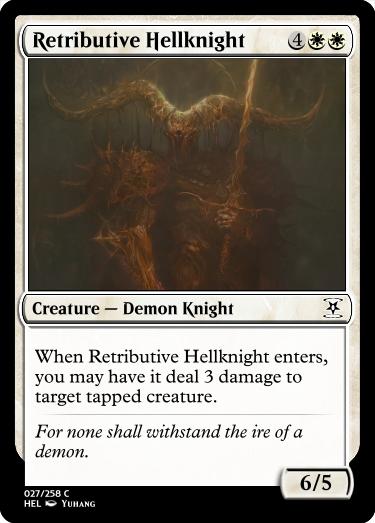 Retributive Hellknight 4
Creature — Demon Knight
When Retributive Hellknight enters,
you may have it deal 3 damage to
target tapped creature.
For none shall withstand the ire of a
demon.
6/5
027/258 C
HEL Yuhang